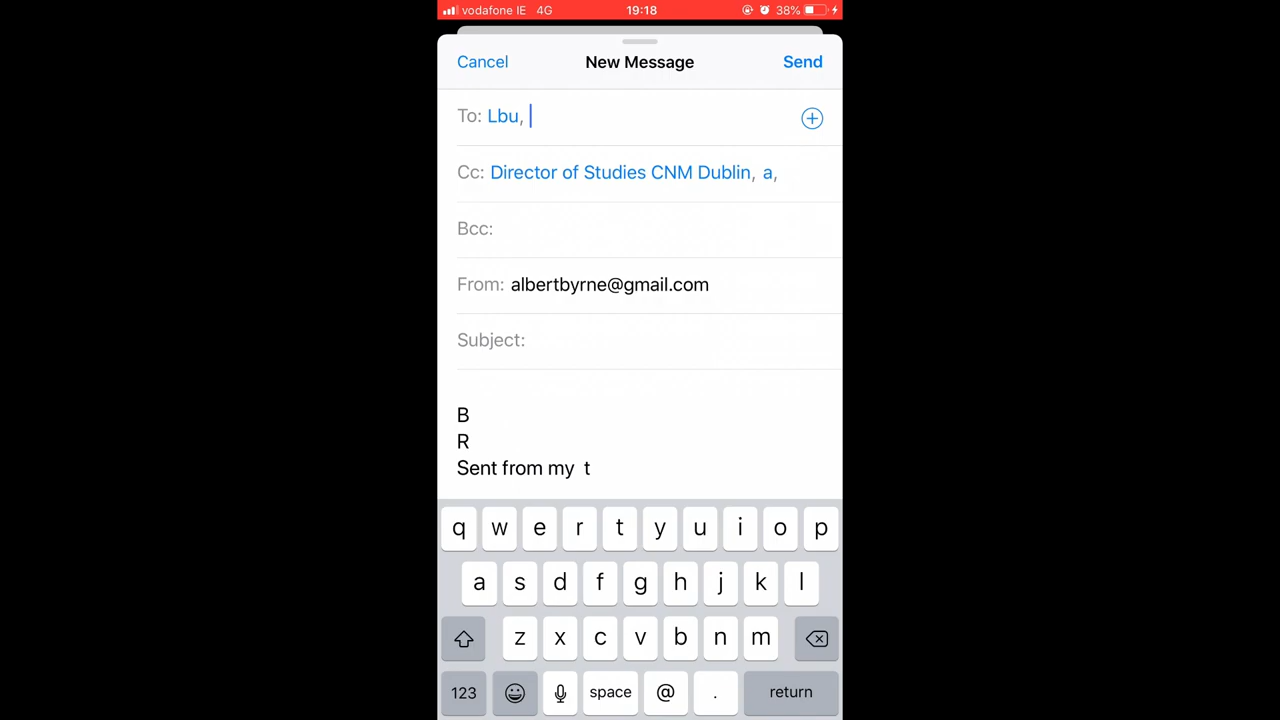 vodafone IE 4G 19:18 38%
Cancel New Message Send
To: Lbu,
Cc: Director of Studies CNM Dublin, a,
Bcc:
From: albertbyrne@gmail.com
Subject:
B
R
Sent from my t
q w e r t y u i o p
a s d f g h j k l
z x c v b n m
123 space @ . return